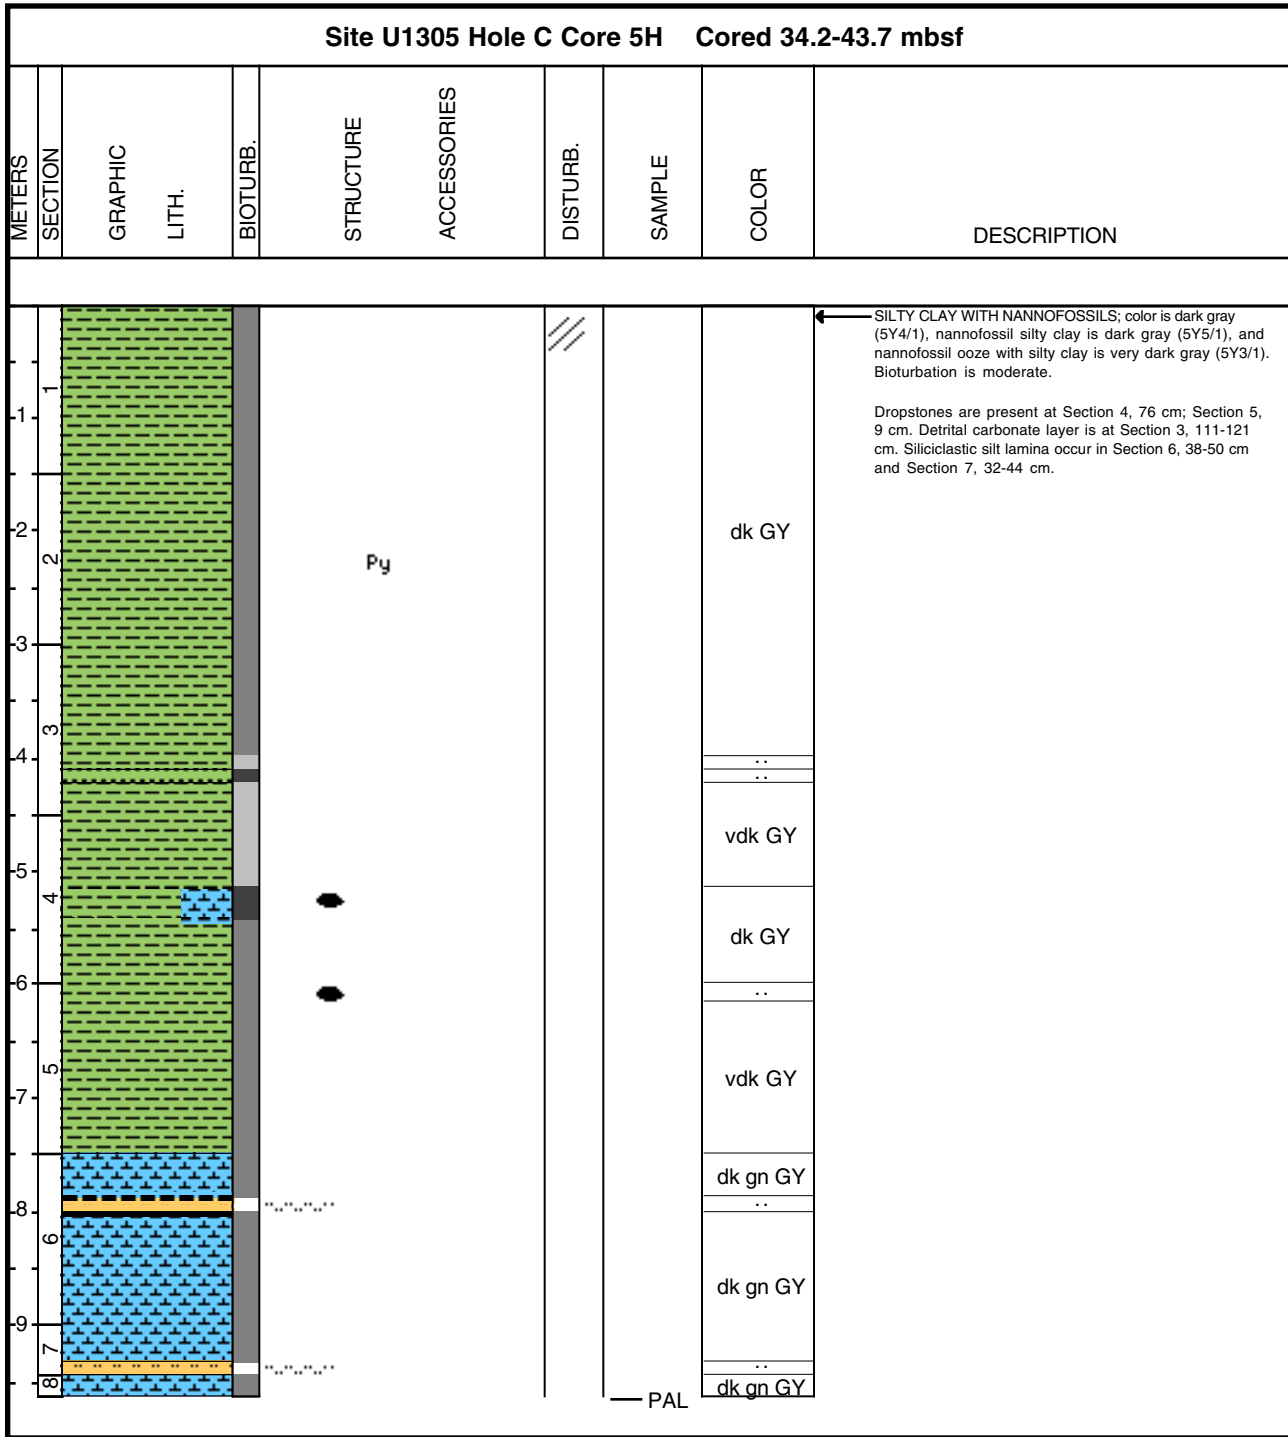 Site U1305 Hole C Core 5H    Cored 34.2-43.7 mbsf
METERS
SECTION
GRAPHIC
LITH.
BIOTURB.
STRUCTURE
ACCESSORIES
DISTURB.
SAMPLE
COLOR
DESCRIPTION
SILTY CLAY WITH NANNOFOSSILS; color is dark gray
(5Y4/1), nannofossil silty clay is dark gray (5Y5/1), and
nannofossil ooze with silty clay is very dark gray (5Y3/1).
Bioturbation is moderate.
Dropstones are present at Section 4, 76 cm; Section 5,
9 cm. Detrital carbonate layer is at Section 3, 111-121
cm. Siliciclastic silt lamina occur in Section 6, 38-50 cm
and Section 7, 32-44 cm.
1
1
2
2
Py
dk GY
3
3
4
vdk GY
5
4
dk GY
6
5
7
vdk GY
dk gn GY
8
6
dk gn GY
9
7
8
dk gn GY
PAL